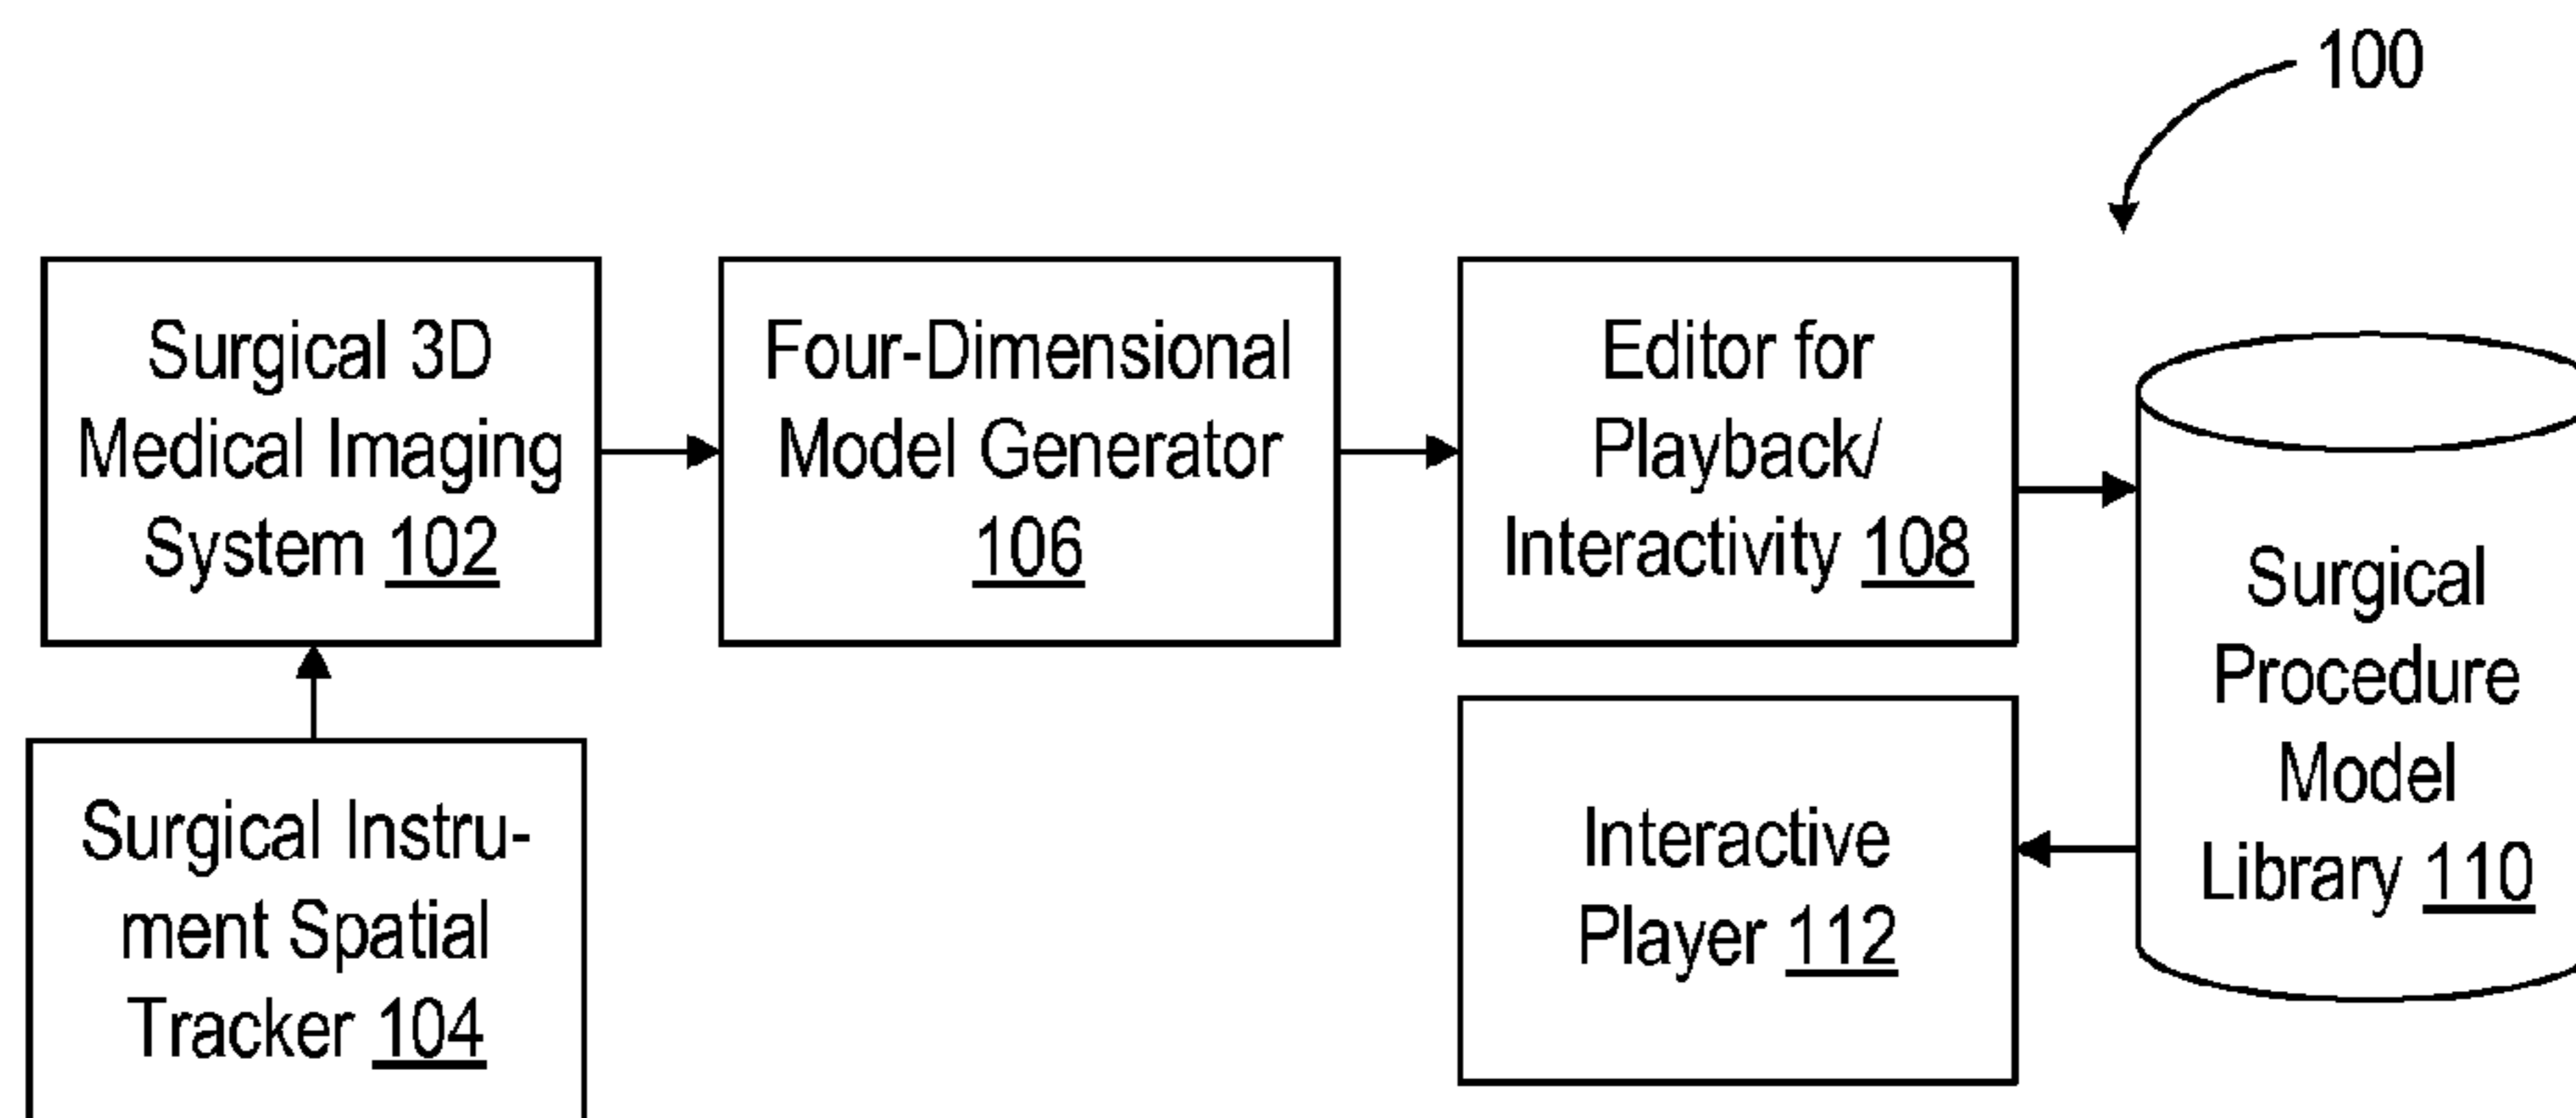 100
Surgical 3D
Medical Imaging
System 102
Four-Dimensional
Model Generator
106
Editor for
Playback/
Interactivity 108
Surgical
Procedure
Model
Library 110
Surgical Instru-
ment Spatial
Tracker 104
Interactive
Player 112